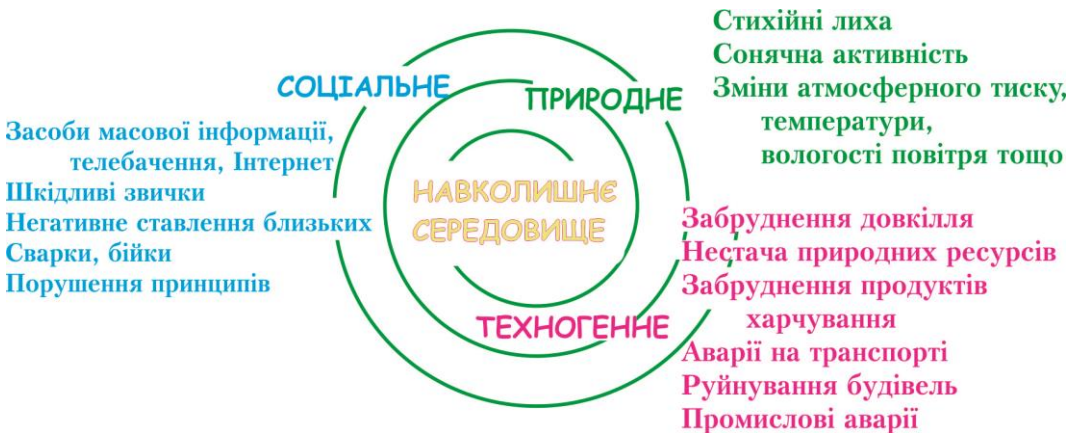 СОЦІАЛЬНЕ
Засоби масової інформації,
телебачення, Інтернет
Шкідливі звички
Негативне ставлення близьких
Сварки, бійки
Порушення принципів
НАВКОЛИШНЄ
СЕРЕДОВИЩЕ
ПРИРОДНЕ
Стихійні лиха
Сонячна активність
Зміни атмосферного тиску,
температури,
вологості повітря тощо
ТЕХНОГЕННЕ
Забруднення довкілля
Нестача природних ресурсів
Забруднення продуктів
харчування
Аварії на транспорті
Руйнування будівель
Промислові аварії